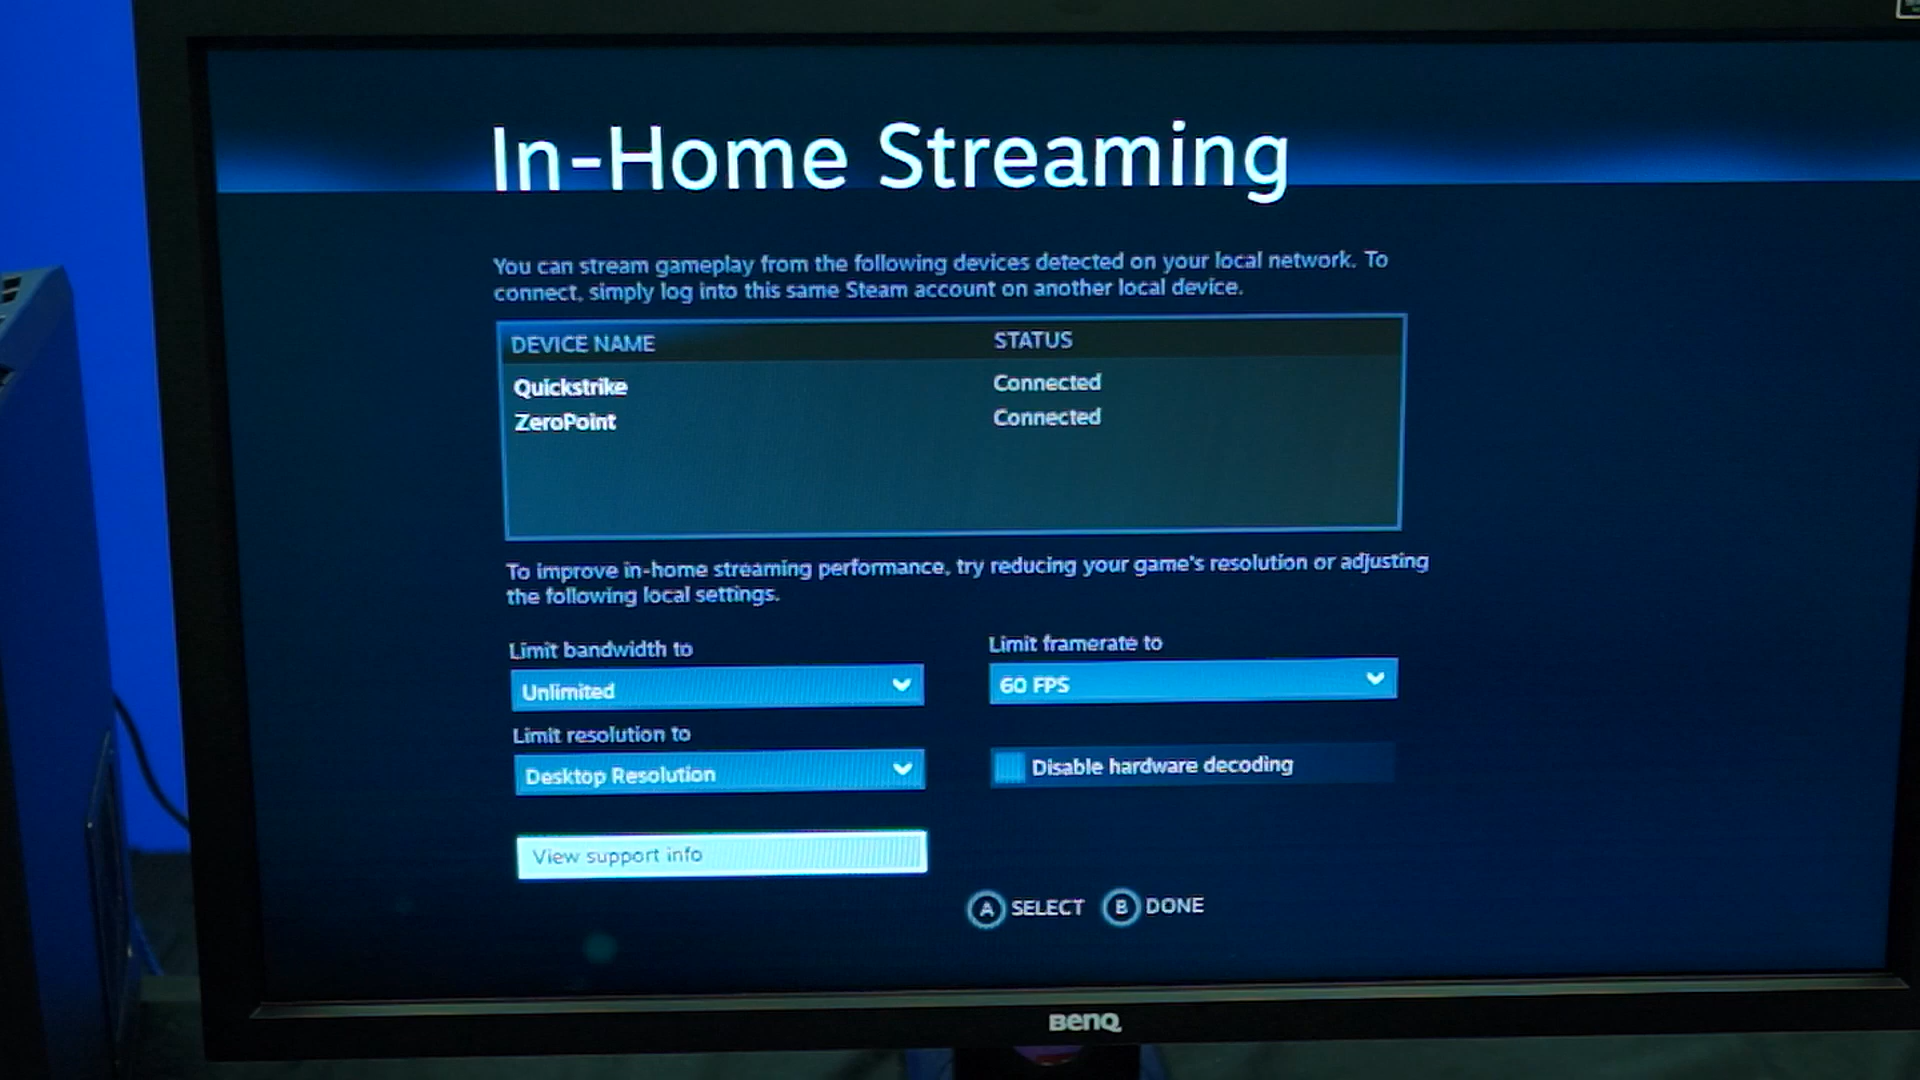 In-Home Streaming
You can stream gameplay from the following devices detected on your local network. To
connect, simply log into this same Steam account on another local device.
DEVICE NAME STATUS
Quickstrike Connected
ZeroPoint Connected
To improve in-home streaming performance, try reducing your game's resolution or adjusting
the following local settings.
Limit bandwidth to Limit framerate to
Unlimited 60 FPS
Limit resolution to
Desktop Resolution Disable hardware decoding
View support info
A SELECT B DONE
BenQ